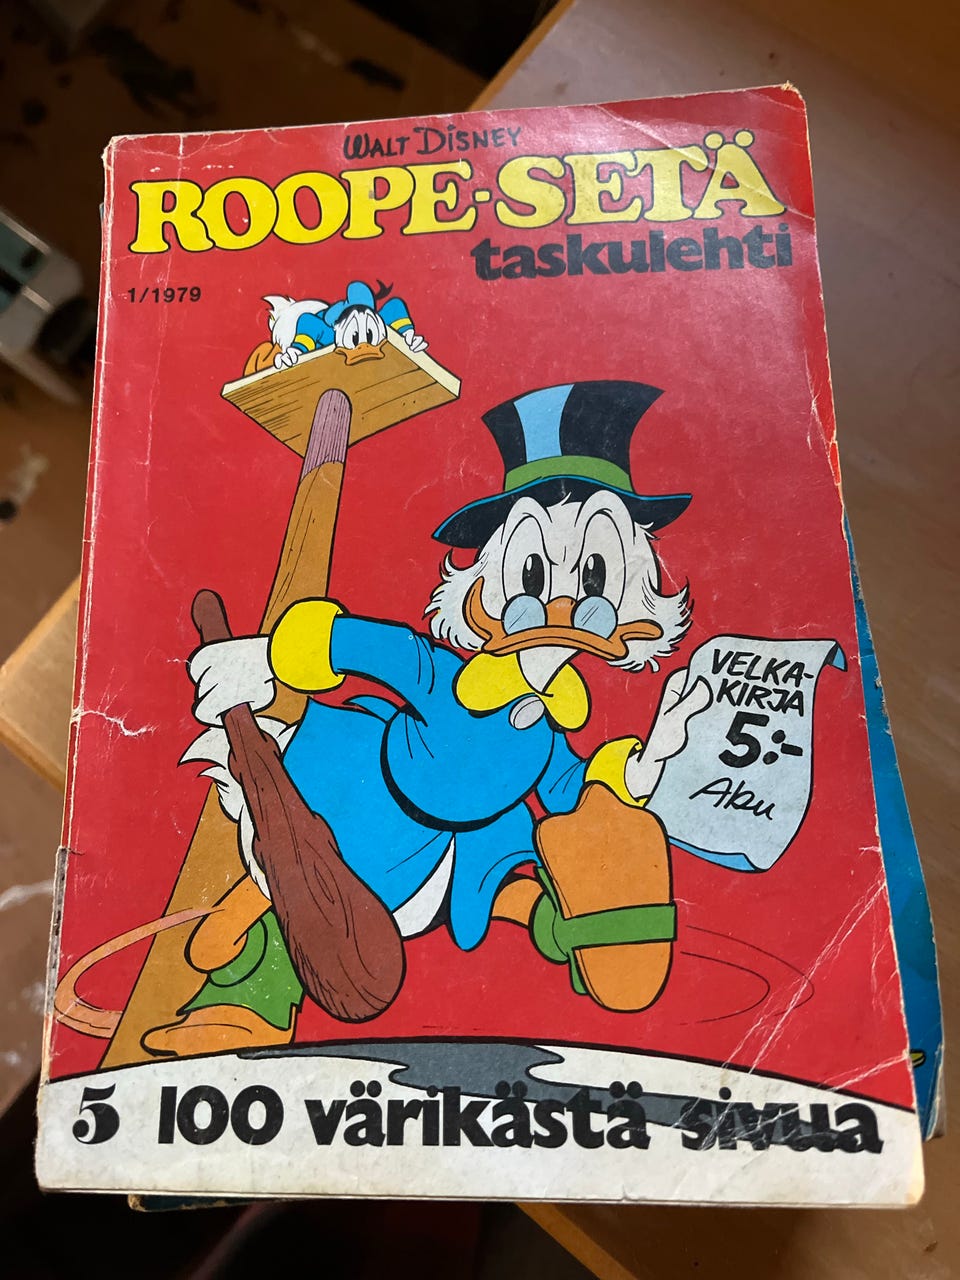 WALT DISNEY
ROOPE-SETÄ
taskulehti
1/1979
VELKA-
KIRJA
5:-
Aku
5 100 värikästä sivua